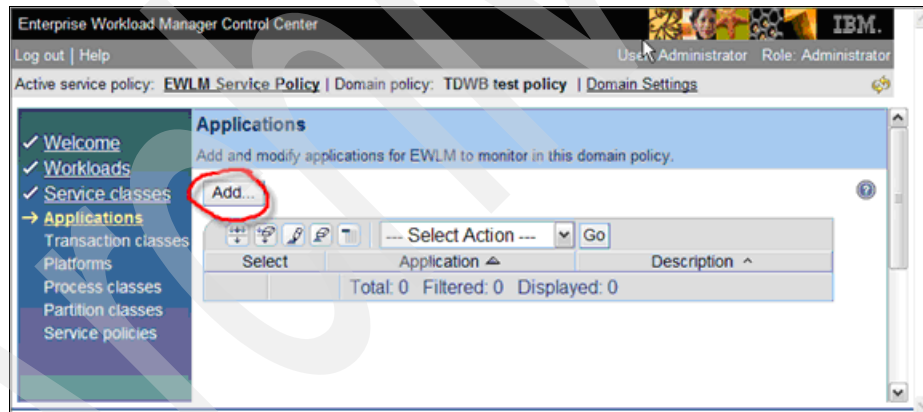 Enterprise Workload Manager Control Center IBM.
Log out | Help User: Administrator Role: Administrator
Active service policy: EWLM Service Policy | Domain policy: TDWB test policy | Domain Settings
Applications
Add and modify applications for EWLM to monitor in this domain policy.
✓ Welcome
✓ Workloads
✓ Service classes
→ Applications
Transaction classes
Platforms
Process classes
Partition classes
Service policies
Add...
--- Select Action --- Go
Select Application Description
Total: 0 Filtered: 0 Displayed: 0